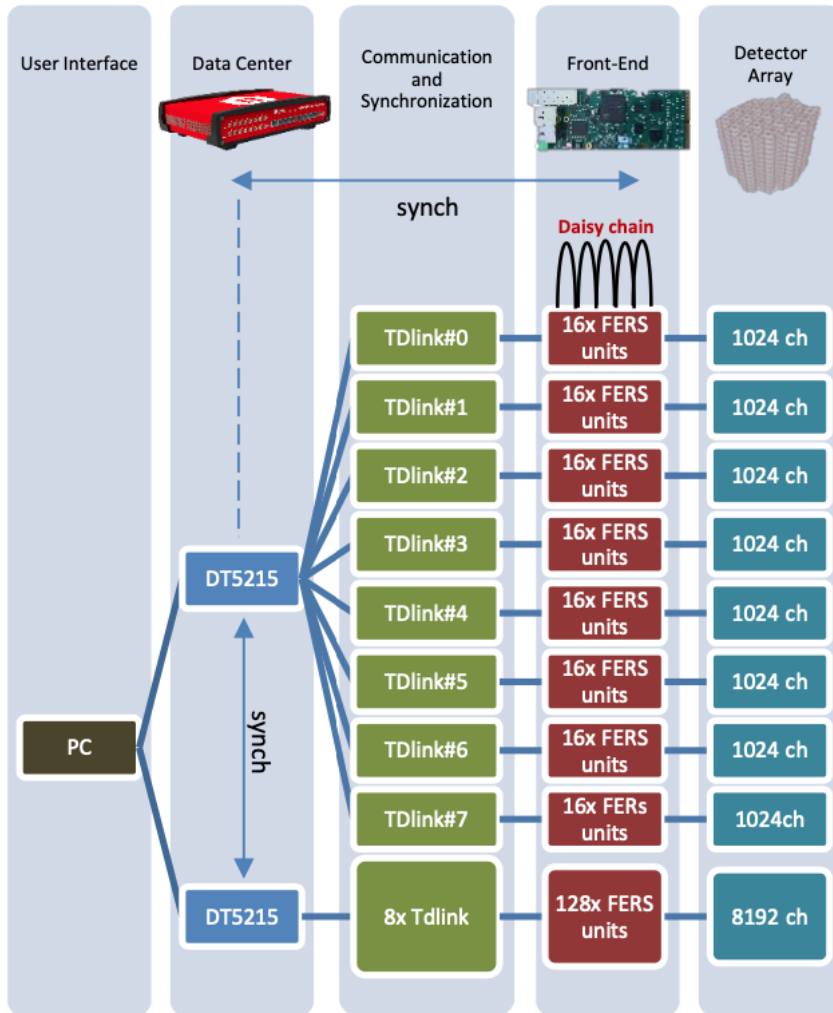 User Interface
Data Center
Communication
and
Synchronization
Front-End
Detector
Array
synch
Daisy chain
TDlink#0
16x FERS
units
1024 ch
TDlink#1
16x FERS
units
1024 ch
TDlink#2
16x FERS
units
1024 ch
TDlink#3
16x FERS
units
1024 ch
DT5215
TDlink#4
16x FERS
units
1024 ch
TDlink#5
16x FERS
units
1024 ch
synch
PC
TDlink#6
16x FERS
units
1024 ch
TDlink#7
16x FERs
units
1024ch
DT5215
8x Tdlink
128x FERS
units
8192 ch